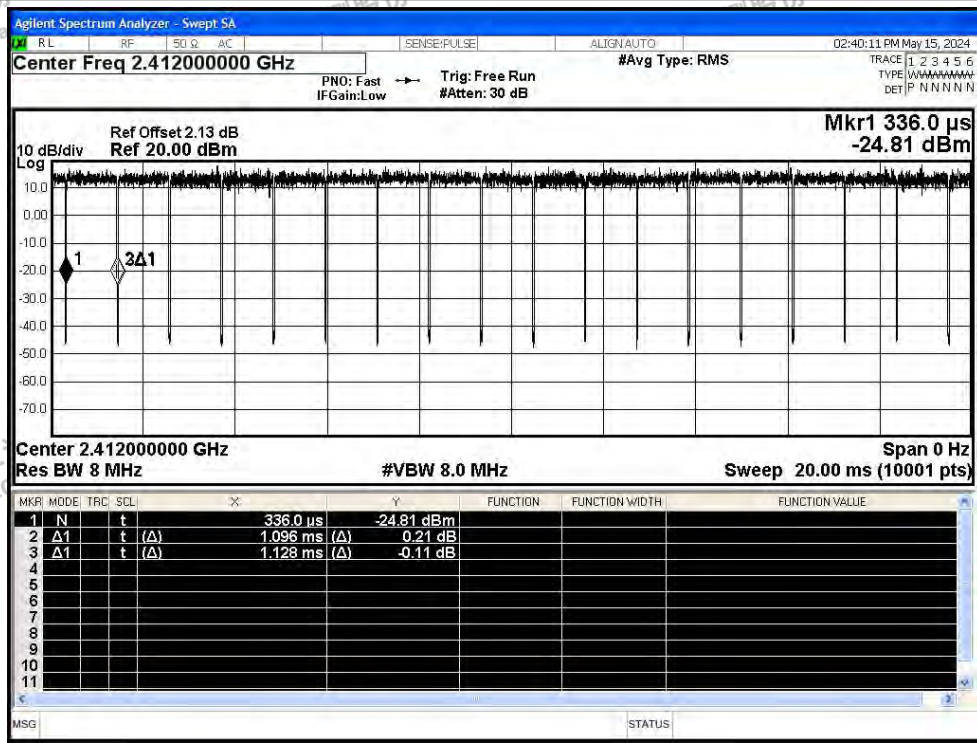 Agilent Spectrum Analyzer - Swept SA
LXI RL RF 50 Ω AC SENSE:PULSE ALIGN AUTO 02:40:11 PM May 15, 2024
Center Freq 2.412000000 GHz #Avg Type: RMS TRACE 1 2 3 4 5 6
PNO: Fast Trig: Free Run TYPE WWWWWW
IFGain:Low #Atten: 30 dB DET P N N N N N
Mkr1 336.0 µs
-24.81 dBm
Ref Offset 2.13 dB
10 dB/div Ref 20.00 dBm
Log
10.0
0.00
-10.0
1 3Δ1
-20.0
-30.0
-40.0
-50.0
-60.0
-70.0
Center 2.412000000 GHz Span 0 Hz
Res BW 8 MHz #VBW 8.0 MHz Sweep 20.00 ms (10001 pts)
MKR MODE TRC SCL X Y FUNCTION FUNCTION WIDTH FUNCTION VALUE
1 N t 336.0 µs -24.81 dBm
2 Δ1 t (Δ) 1.096 ms (Δ) 0.21 dB
3 Δ1 t (Δ) 1.128 ms (Δ) -0.11 dB
4
5
6
7
8
9
10
11
MSG STATUS